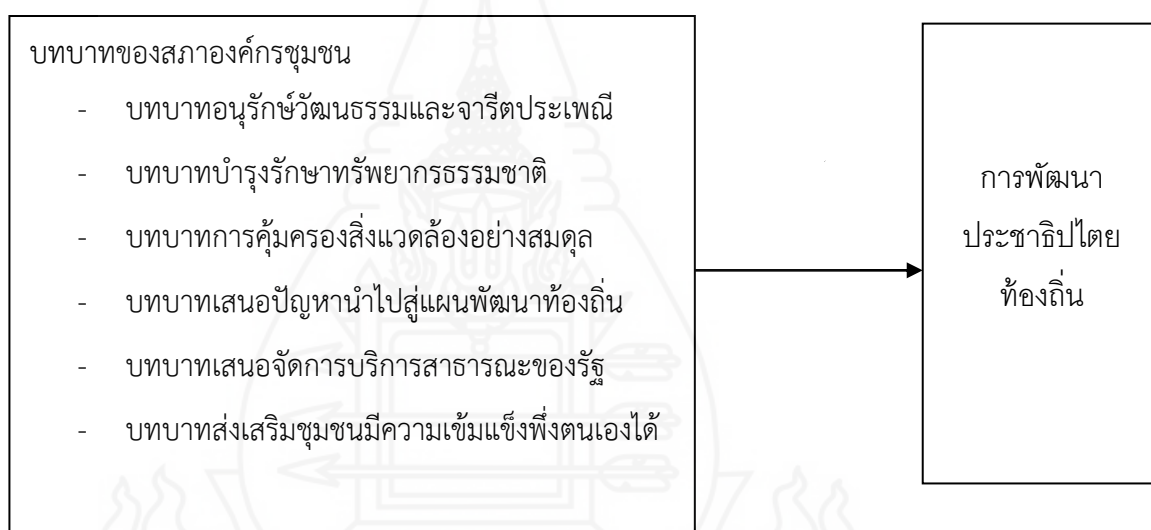 บทบาทของสภาองค์กรชุมชน
- บทบาทอนุรักษ์วัฒนธรรมและจารีตประเพณี
- บทบาทบำรุงรักษาทรัพยากรธรรมชาติ
- บทบาทการคุ้มครองสิ่งแวดล้องอย่างสมดุล
- บทบาทเสนอปัญหานำไปสู่แผนพัฒนาท้องถิ่น
- บทบาทเสนอจัดการบริการสาธารณะของรัฐ
- บทบาทส่งเสริมชุมชนมีความเข้มแข็งพึ่งตนเองได้
การพัฒนา
ประชาธิปไตย
ท้องถิ่น